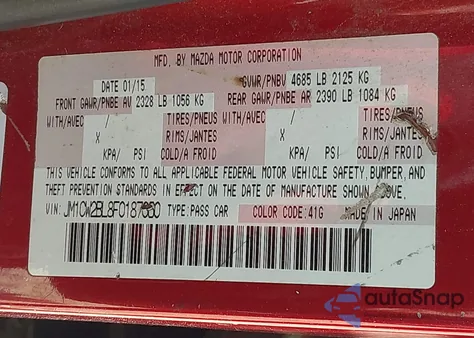 MFD. BY MAZDA MOTOR CORPORATION
DATE 01/15 GVWR/PNBV 4685 LB 2125 KG
FRONT GAWR/PNBE AV 2328 LB 1056 KG REAR GAWR/PNBE AR 2390 LB 1084 KG
WITH/AVEC / TIRES/PNEUS WITH/AVEC / TIRES/PNEUS
X RIMS/JANTES X RIMS/JANTES
KPA/ PSI COLD/A FROID KPA/ PSI COLD/A FROID
THIS VEHICLE CONFORMS TO ALL APPLICABLE FEDERAL MOTOR VEHICLE SAFETY, BUMPER, AND
THEFT PREVENTION STANDARDS IN EFFECT ON THE DATE OF MANUFACTURE SHOWN ABOVE.
VIN: TYPE:PASS CAR COLOR CODE:41G MADE IN JAPAN
autoSnap